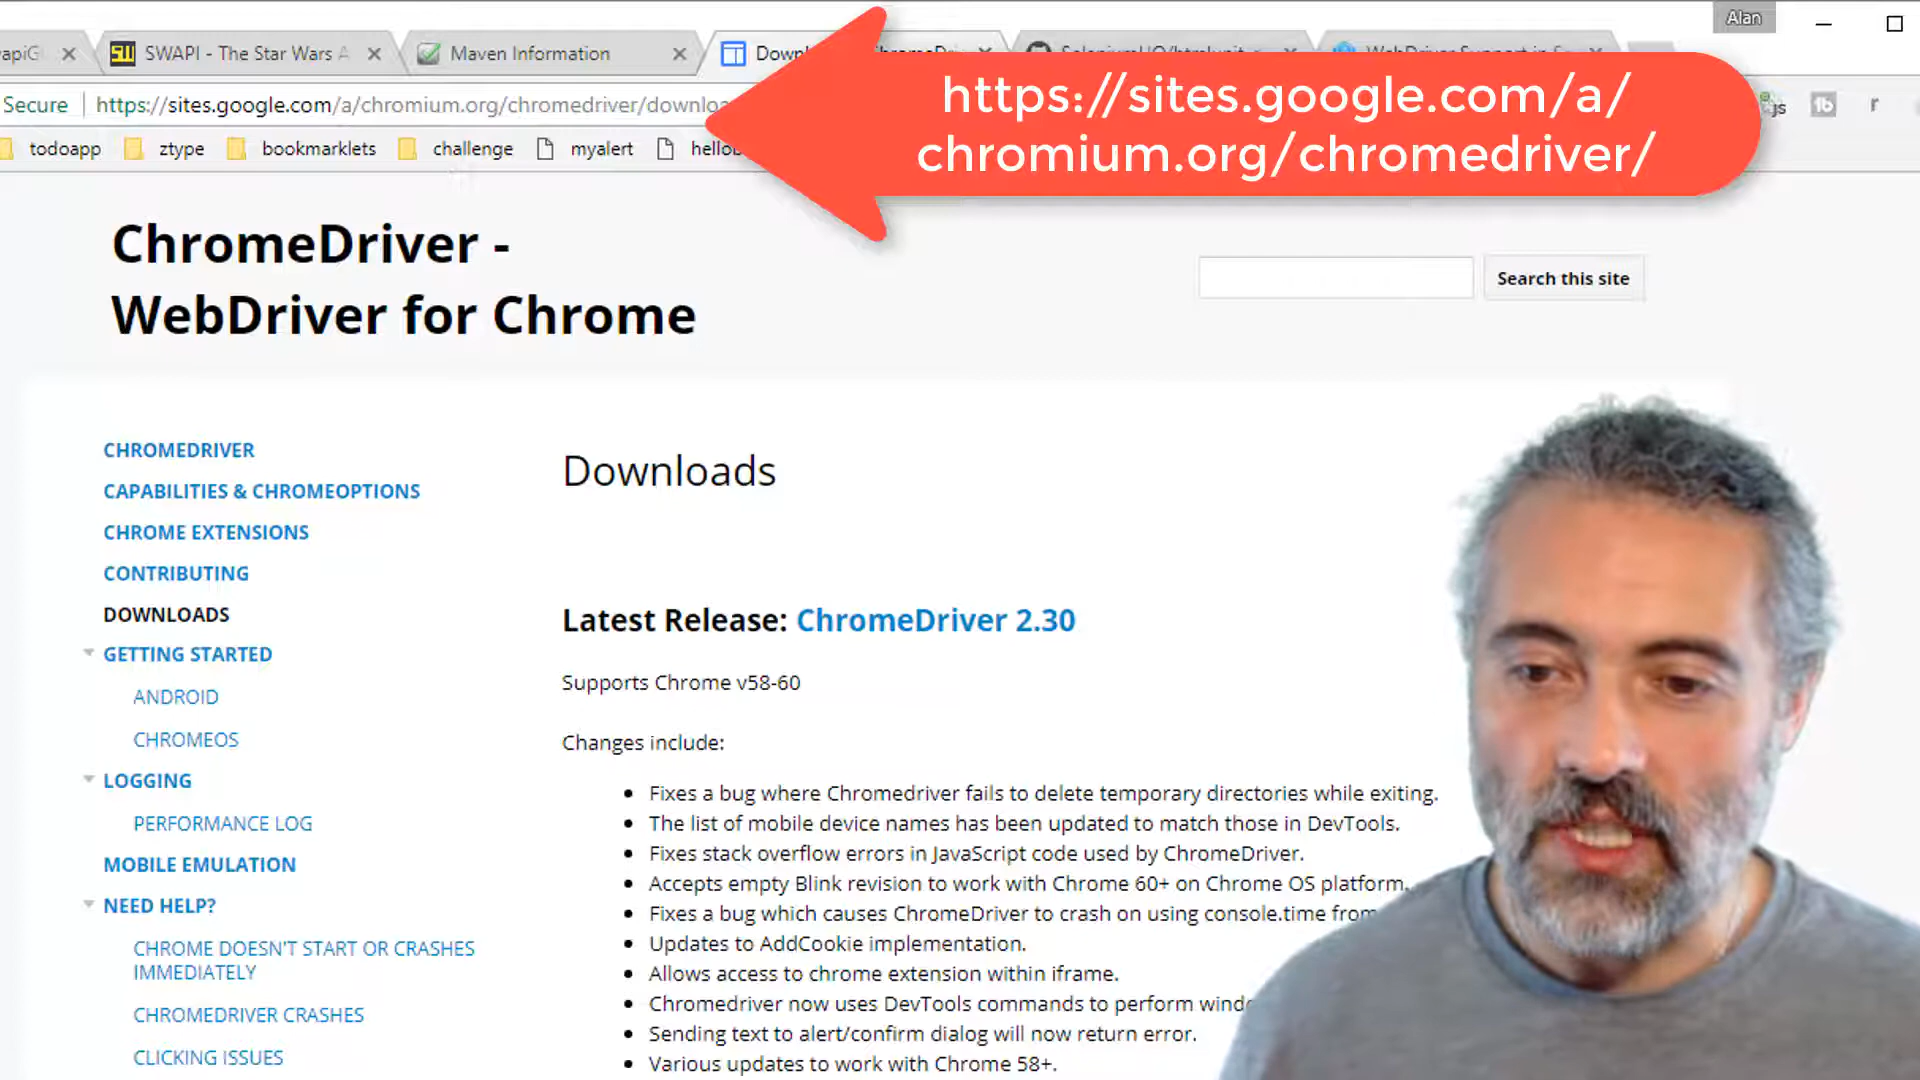 Alan
apiG
SWAPI - The Star Wars A
Maven Information
Secure
https://sites.google.com/a/chromium.org/chromedriver/downloa
https://sites.google.com/a/
chromium.org/chromedriver/
js
r
todoapp
ztype
bookmarklets
challenge
myalert
ChromeDriver -
WebDriver for Chrome
Search this site
CHROMEDRIVER
CAPABILITIES & CHROMEOPTIONS
CHROME EXTENSIONS
CONTRIBUTING
DOWNLOADS
GETTING STARTED
ANDROID
CHROMEOS
LOGGING
PERFORMANCE LOG
MOBILE EMULATION
NEED HELP?
CHROME DOESN'T START OR CRASHES
IMMEDIATELY
CHROMEDRIVER CRASHES
CLICKING ISSUES
Downloads
Latest Release: ChromeDriver 2.30
Supports Chrome v58-60
Changes include:
Fixes a bug where Chromedriver fails to delete temporary directories while exiting.
The list of mobile device names has been updated to match those in DevTools.
Fixes stack overflow errors in JavaScript code used by ChromeDriver.
Accepts empty Blink revision to work with Chrome 60+ on Chrome OS platform.
Fixes a bug which causes ChromeDriver to crash on using console.time from
Updates to AddCookie implementation.
Allows access to chrome extension within iframe.
Chromedriver now uses DevTools commands to perform windo
Sending text to alert/confirm dialog will now return error.
Various updates to work with Chrome 58+.